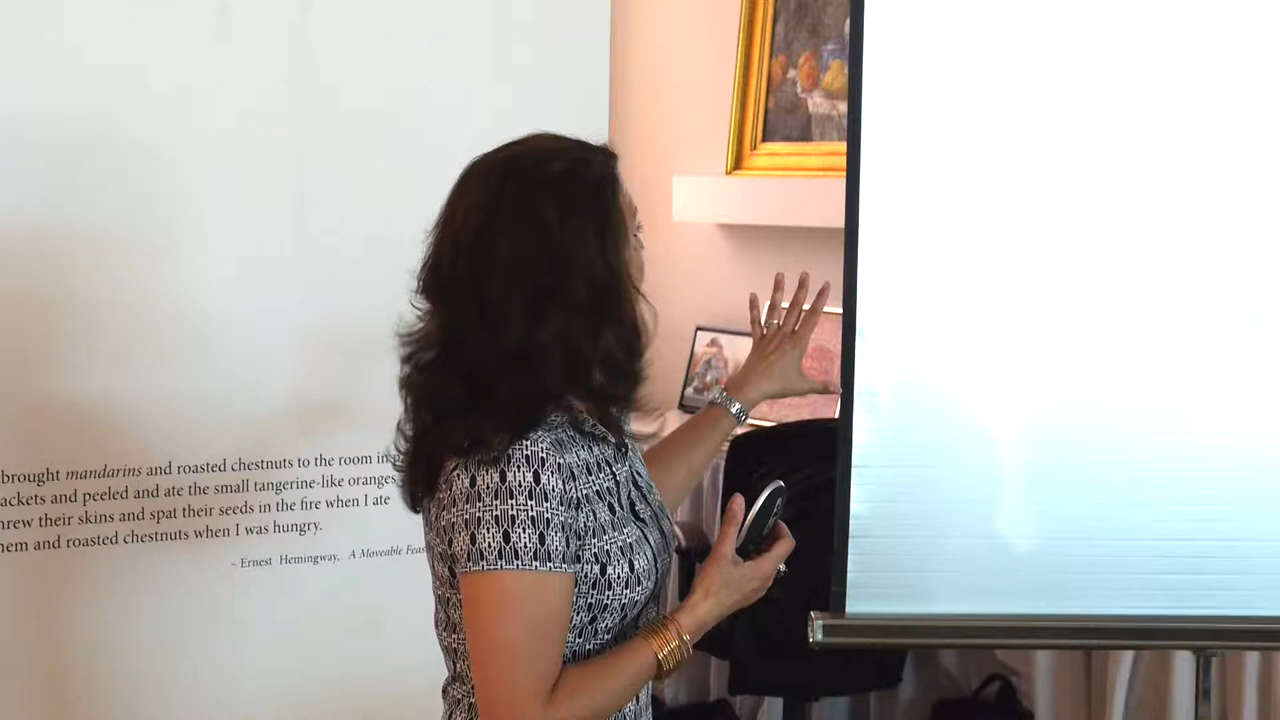 brought mandarins and roasted chestnuts to the room in
ackets and peeled and ate the small tangerine-like oranges
hrew their skins and spat their seeds in the fire when I ate
hem and roasted chestnuts when I was hungry.
~ Ernest Hemingway, A Moveable Feas